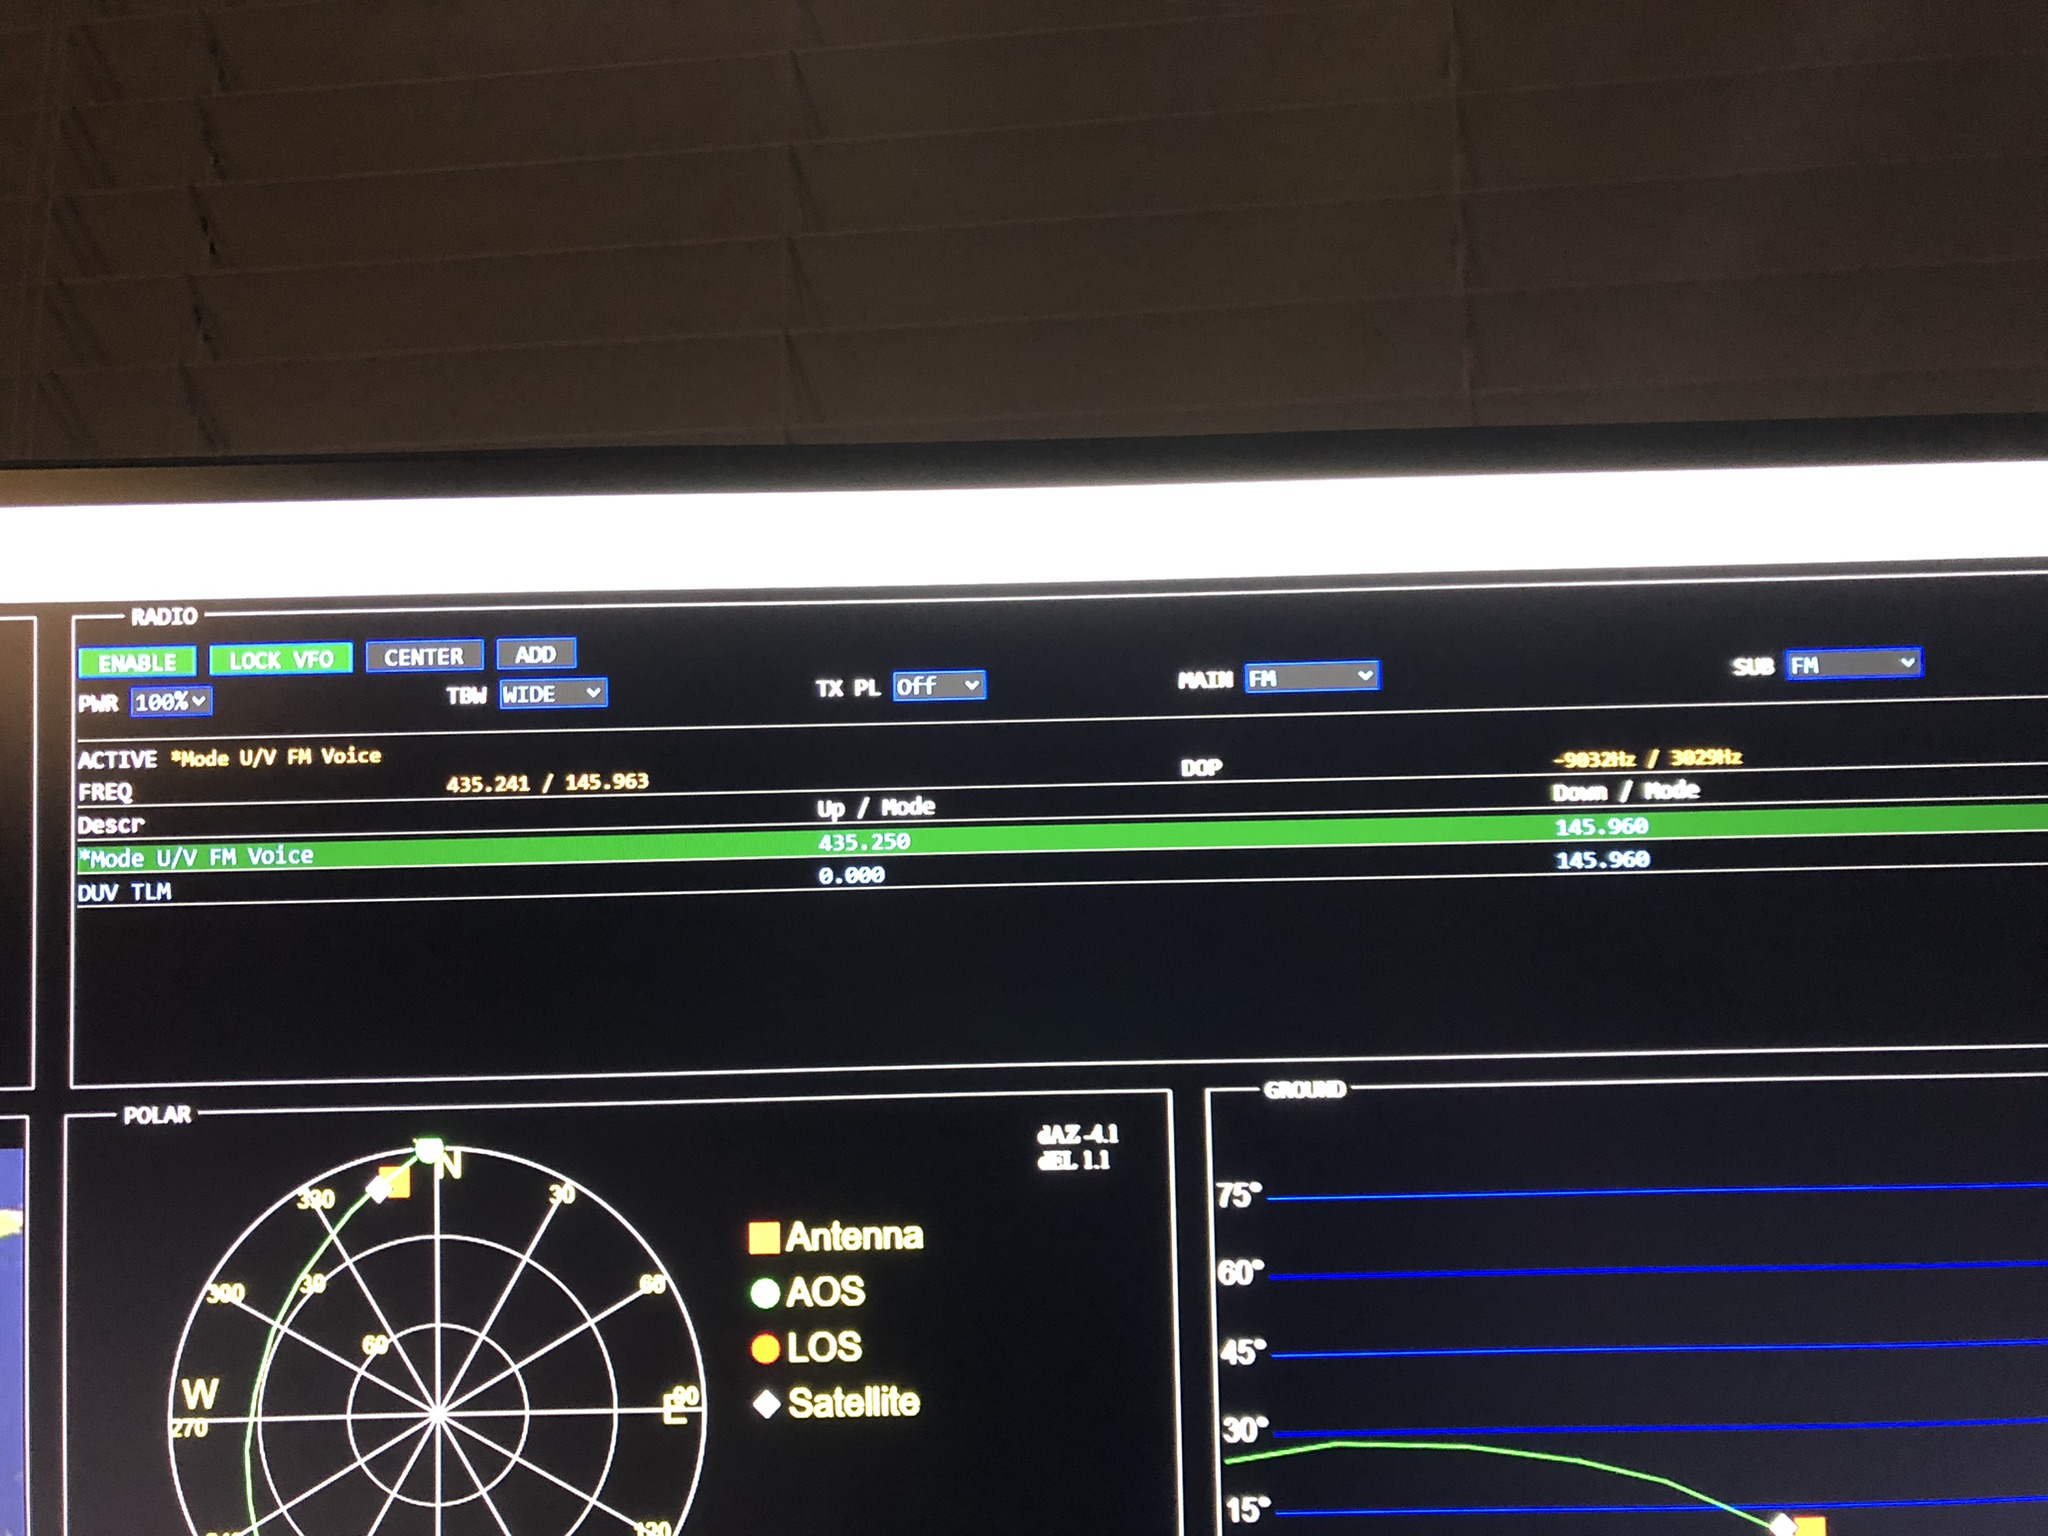 RADIO
ENABLE LOCK VFO CENTER ADD
PWR 100% TBW WIDE TX PL Off MAIN FM SUB FM
ACTIVE *Mode U/V FM Voice
FREQ 435.241 / 145.963 DOP -9032Hz / 3029Hz
Descr Up / Mode Down / Mode
*Mode U/V FM Voice 435.250 145.960
DUV TLM 0.000 145.960
POLAR
dAZ -4.1
dEL 1.1
N
330 30
300 30 60
60
W E 90
270
120
Antenna
AOS
LOS
Satellite
GROUND
75°
60°
45°
30°
15°